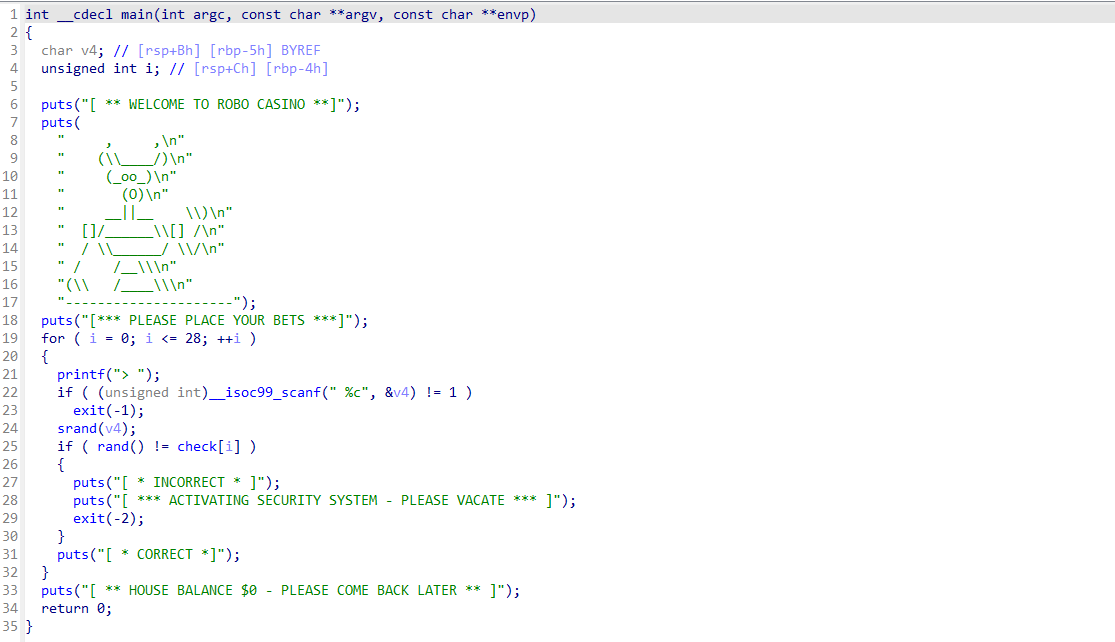 1 int __cdecl main(int argc, const char **argv, const char **envp)
2 {
3   char v4; // [rsp+Bh] [rbp-5h] BYREF
4   unsigned int i; // [rsp+Ch] [rbp-4h]
5
6   puts("[ ** WELCOME TO ROBO CASINO **]");
7   puts(
8     "     ,     ,\n"
9     "    (\\____/)\n"
10     "     (_oo_)\n"
11     "       (O)\n"
12     "     __||__    \\)\n"
13     "  []/______\\[] /\n"
14     "  / \\______/ \\/\n"
15     " /    /__\\\n"
16     "(\\   /____\\\n"
17     "---------------------");
18   puts("[*** PLEASE PLACE YOUR BETS ***]");
19   for ( i = 0; i <= 28; ++i )
20   {
21     printf("> ");
22     if ( (unsigned int)__isoc99_scanf(" %c", &v4) != 1 )
23       exit(-1);
24     srand(v4);
25     if ( rand() != check[i] )
26     {
27       puts("[ * INCORRECT * ]");
28       puts("[ *** ACTIVATING SECURITY SYSTEM - PLEASE VACATE *** ]");
29       exit(-2);
30     }
31     puts("[ * CORRECT *]");
32   }
33   puts("[ ** HOUSE BALANCE $0 - PLEASE COME BACK LATER ** ]");
34   return 0;
35 }